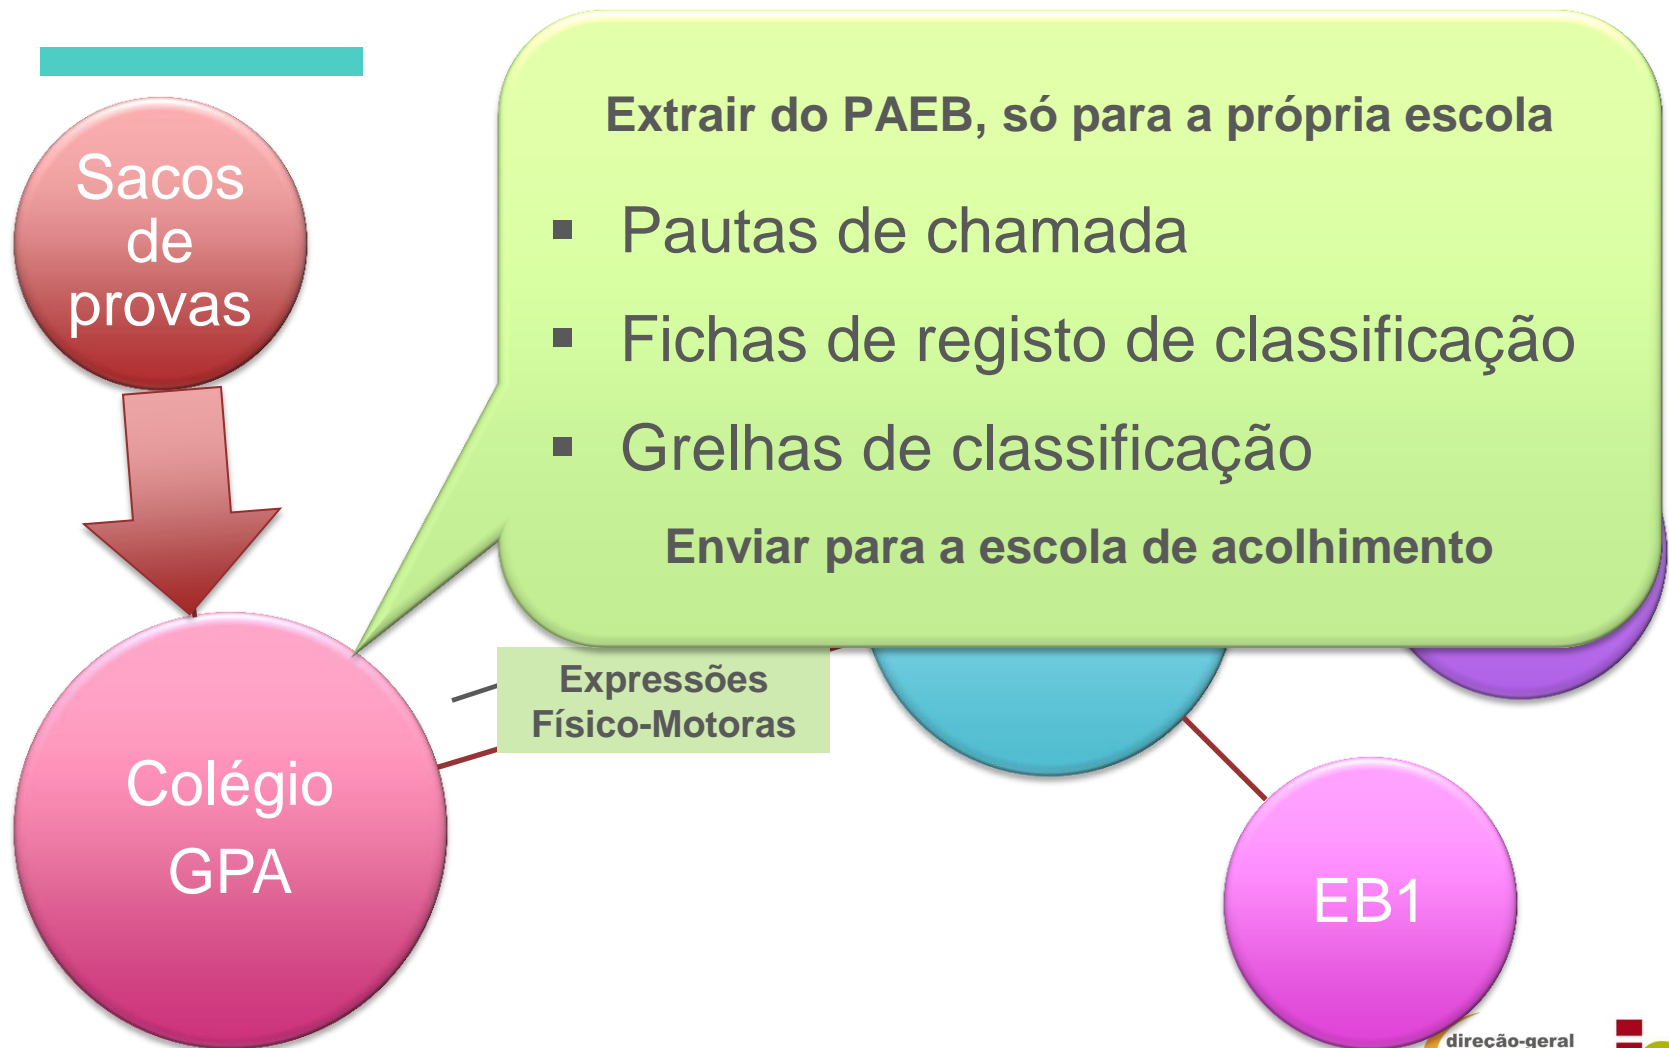 Sacos
de
provas
Extrair do PAEB, só para a própria escola
▪ Pautas de chamada
▪ Fichas de registo de classificação
▪ Grelhas de classificação
Enviar para a escola de acolhimento
Expressões
Físico-Motoras
Colégio
GPA
EB1
direção-geral